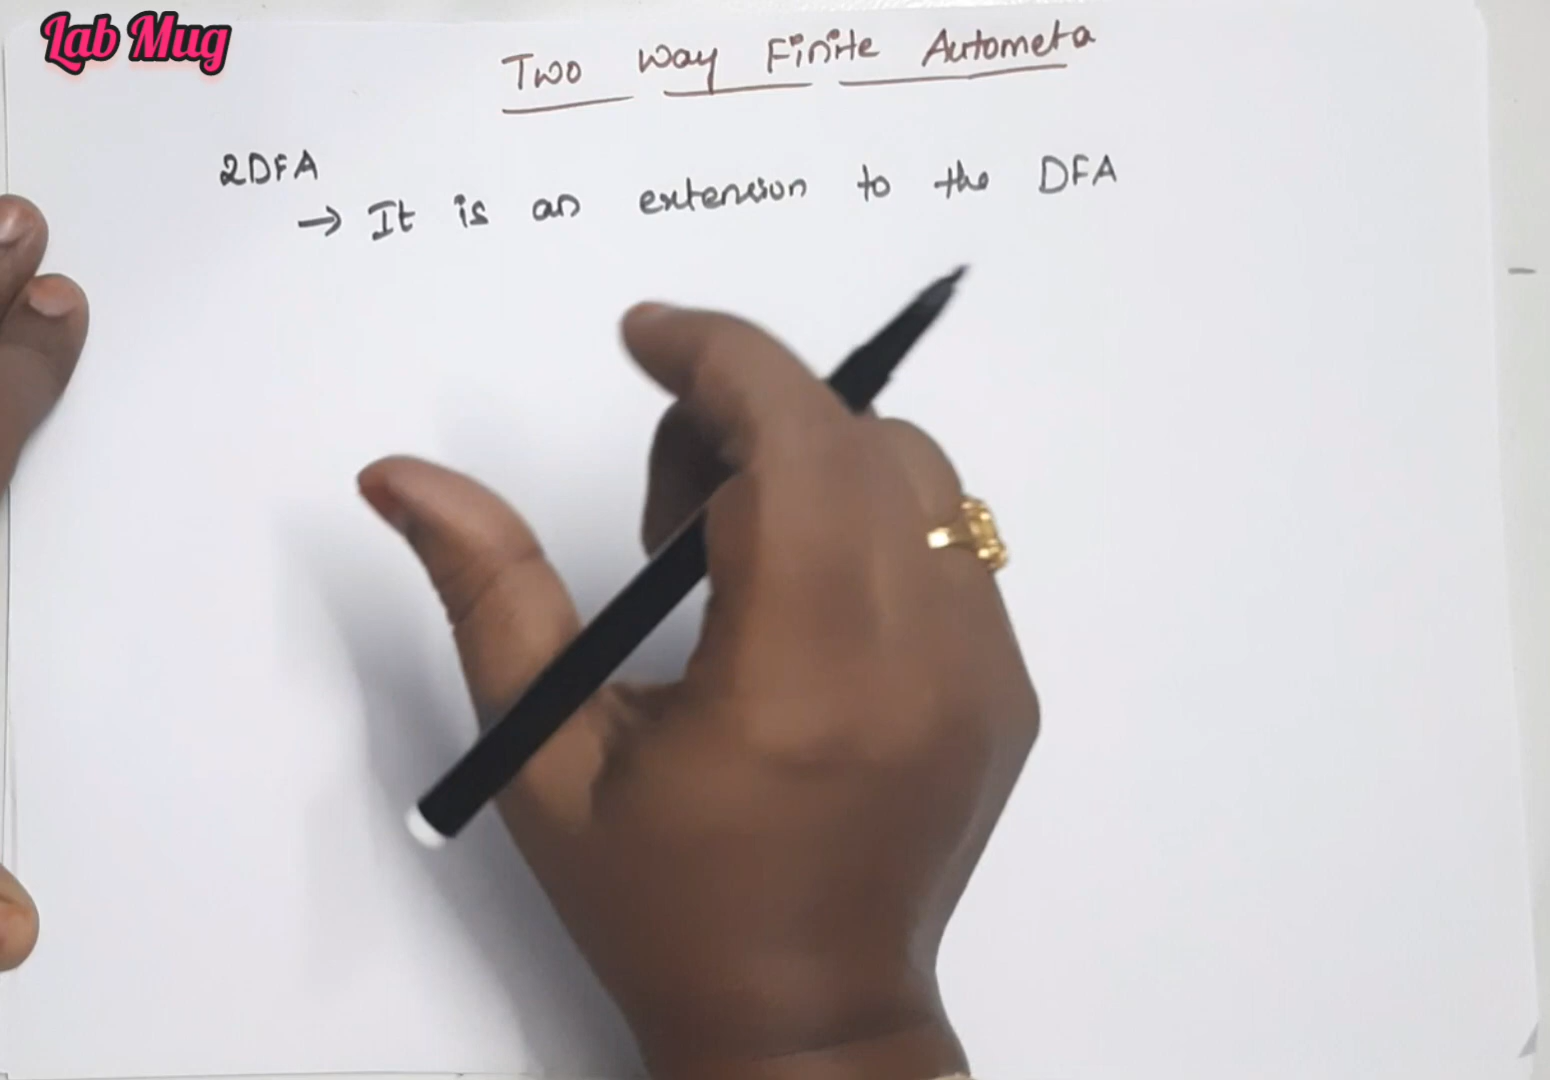 Lab Mug
Two Way Finite Autometa
2DFA
→ It is an extension to the DFA